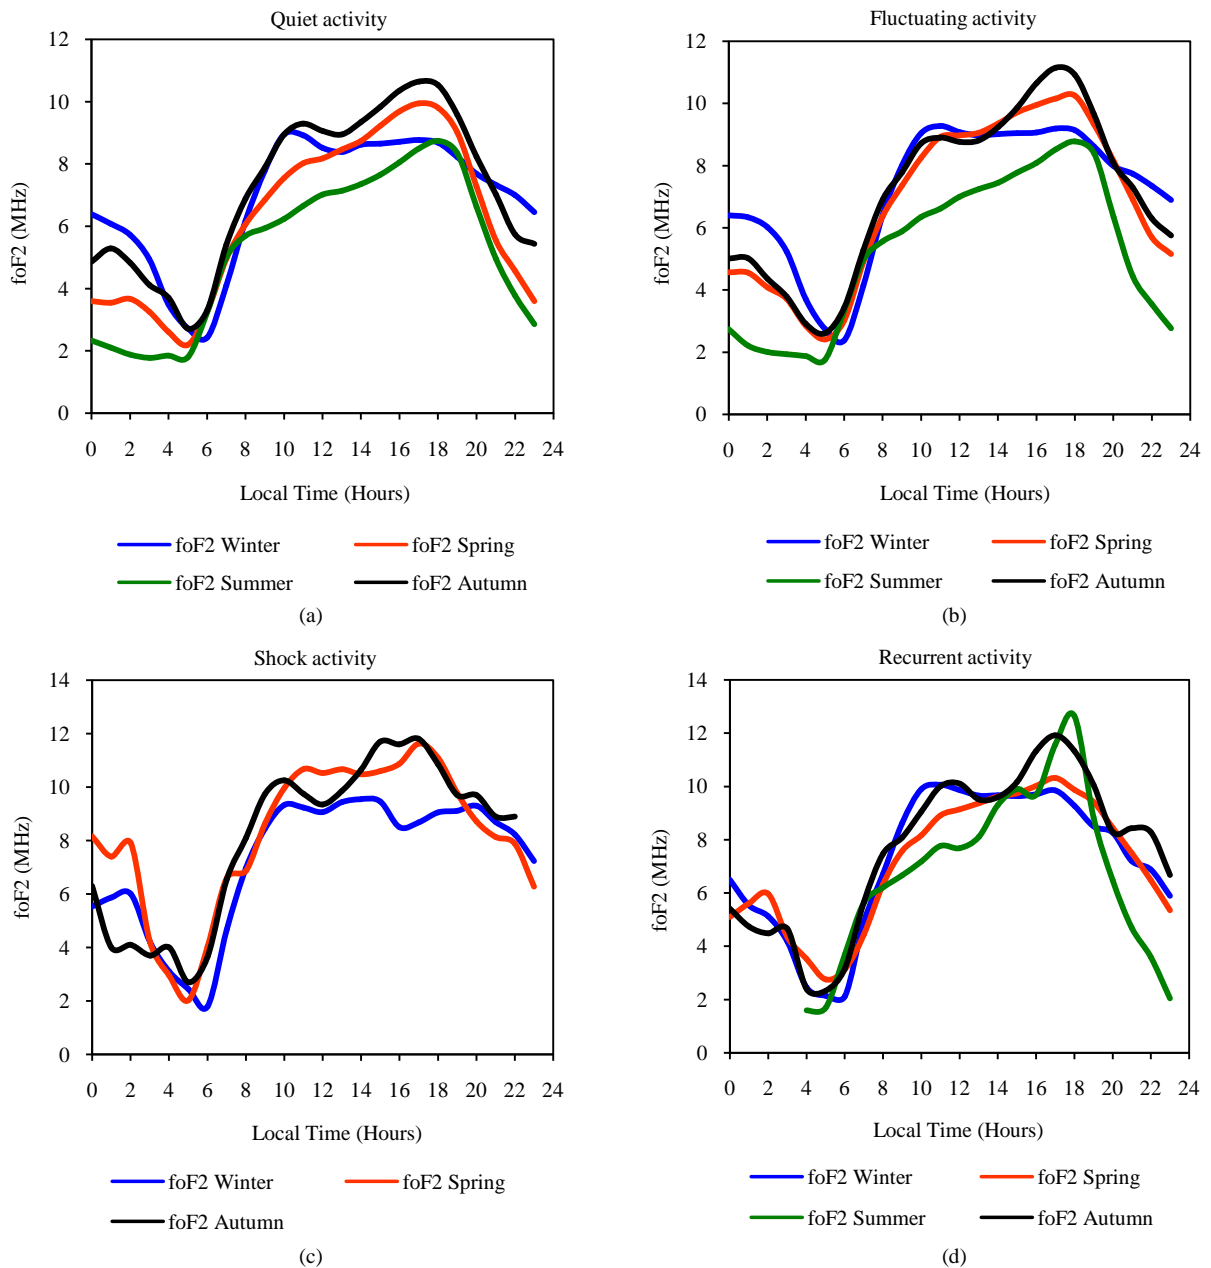 Quiet activity
12
10
8
6
4
2
0
foF2 (MHz)
0 2 4 6 8 10 12 14 16 18 20 22 24
Local Time (Hours)
foF2 Winter
foF2 Spring
foF2 Summer
foF2 Autumn
(a)
Fluctuating activity
12
10
8
6
4
2
0
foF2 (MHz)
0 2 4 6 8 10 12 14 16 18 20 22 24
Local Time (Hours)
foF2 Winter
foF2 Spring
foF2 Summer
foF2 Autumn
(b)
Shock activity
14
12
10
8
6
4
2
0
foF2 (MHz)
0 2 4 6 8 10 12 14 16 18 20 22 24
Local Time (Hours)
foF2 Winter
foF2 Spring
foF2 Autumn
(c)
Recurrent activity
14
12
10
8
6
4
2
0
foF2 (MHz)
0 2 4 6 8 10 12 14 16 18 20 22 24
Local Time (Hours)
foF2 Winter
foF2 Spring
foF2 Summer
foF2 Autumn
(d)